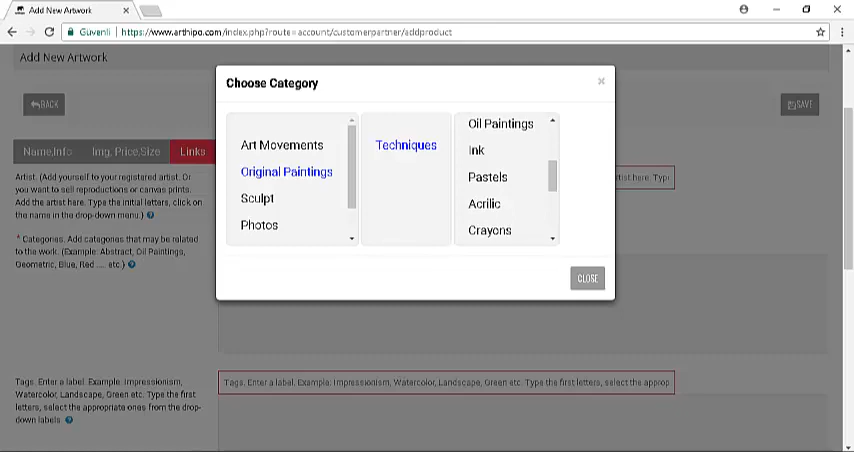 Add New Artwork
Güvenli
https://www.arthipo.com/index.php?route=account/customerpartner/addproduct
Add New Artwork
BACK
SAVE
Choose Category
Art Movements
Original Paintings
Sculpt
Photos
Techniques
Oil Paintings
Ink
Pastels
Acrilic
Crayons
CLOSE
Name,Info
Img, Price,Size
Links
Artist. (Add yourself to your registered artist. Or
you want to sell reproductions or canvas prints.
Add the artist here. Type the initial letters, click on
the name in the drop-down menu.)
artist here. Typ
* Categories. Add categories that may be related
to the work. (Example: Abstract, Oil Paintings,
Geometric, Blue, Red .... etc.)
Tags. Enter a label. Example: Impressionism,
Watercolor, Landscape, Green etc. Type the first
letters, select the appropriate ones from the drop-
down labels
Tags. Enter a label. Example: Impressionism, Watercolor, Landscape, Green etc. Type the first letters, select the approp